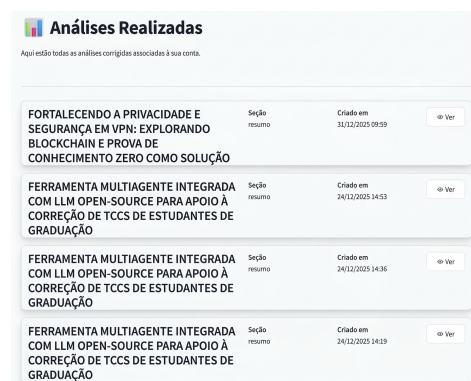 Análises Realizadas
Aqui estão todas as análises corrigidas associadas à sua conta.
FORTALECENDO A PRIVACIDADE E
SEGURANÇA EM VPN: EXPLORANDO
BLOCKCHAIN E PROVA DE
CONHECIMENTO ZERO COMO SOLUÇÃO
Seção
resumo
Criado em
31/12/2025 09:59
Ver
FERRAMENTA MULTIAGENTE INTEGRADA
COM LLM OPEN-SOURCE PARA APOIO À
CORREÇÃO DE TCCS DE ESTUDANTES DE
GRADUAÇÃO
Seção
resumo
Criado em
24/12/2025 14:53
Ver
FERRAMENTA MULTIAGENTE INTEGRADA
COM LLM OPEN-SOURCE PARA APOIO À
CORREÇÃO DE TCCS DE ESTUDANTES DE
GRADUAÇÃO
Seção
resumo
Criado em
24/12/2025 14:36
Ver
FERRAMENTA MULTIAGENTE INTEGRADA
COM LLM OPEN-SOURCE PARA APOIO À
CORREÇÃO DE TCCS DE ESTUDANTES DE
GRADUAÇÃO
Seção
resumo
Criado em
24/12/2025 14:19
Ver